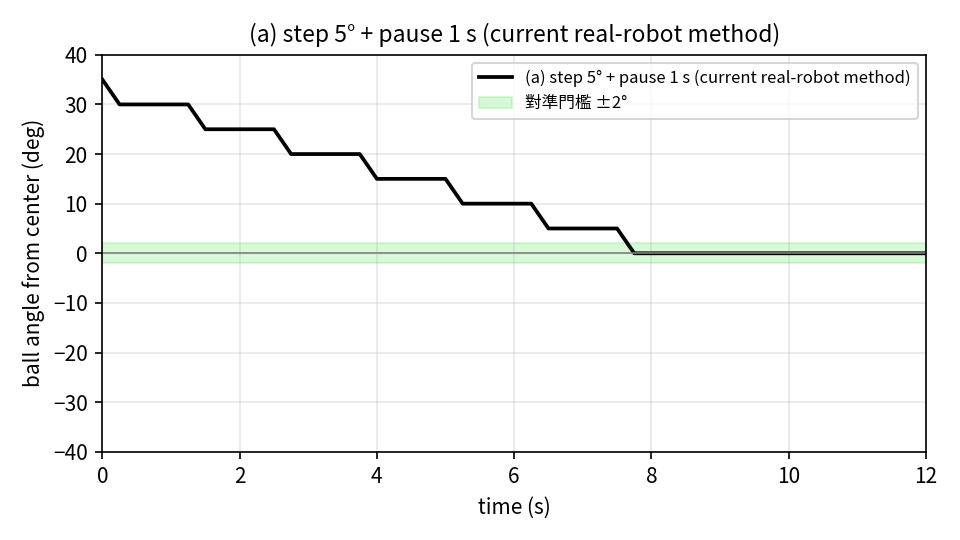 (a) step 5° + pause 1 s (current real-robot method)
40
30
20
10
0
−10
−20
−30
−40
ball angle from center (deg)
(a) step 5° + pause 1 s (current real-robot method)
對準門檻 ±2°
0 2 4 6 8 10 12
time (s)